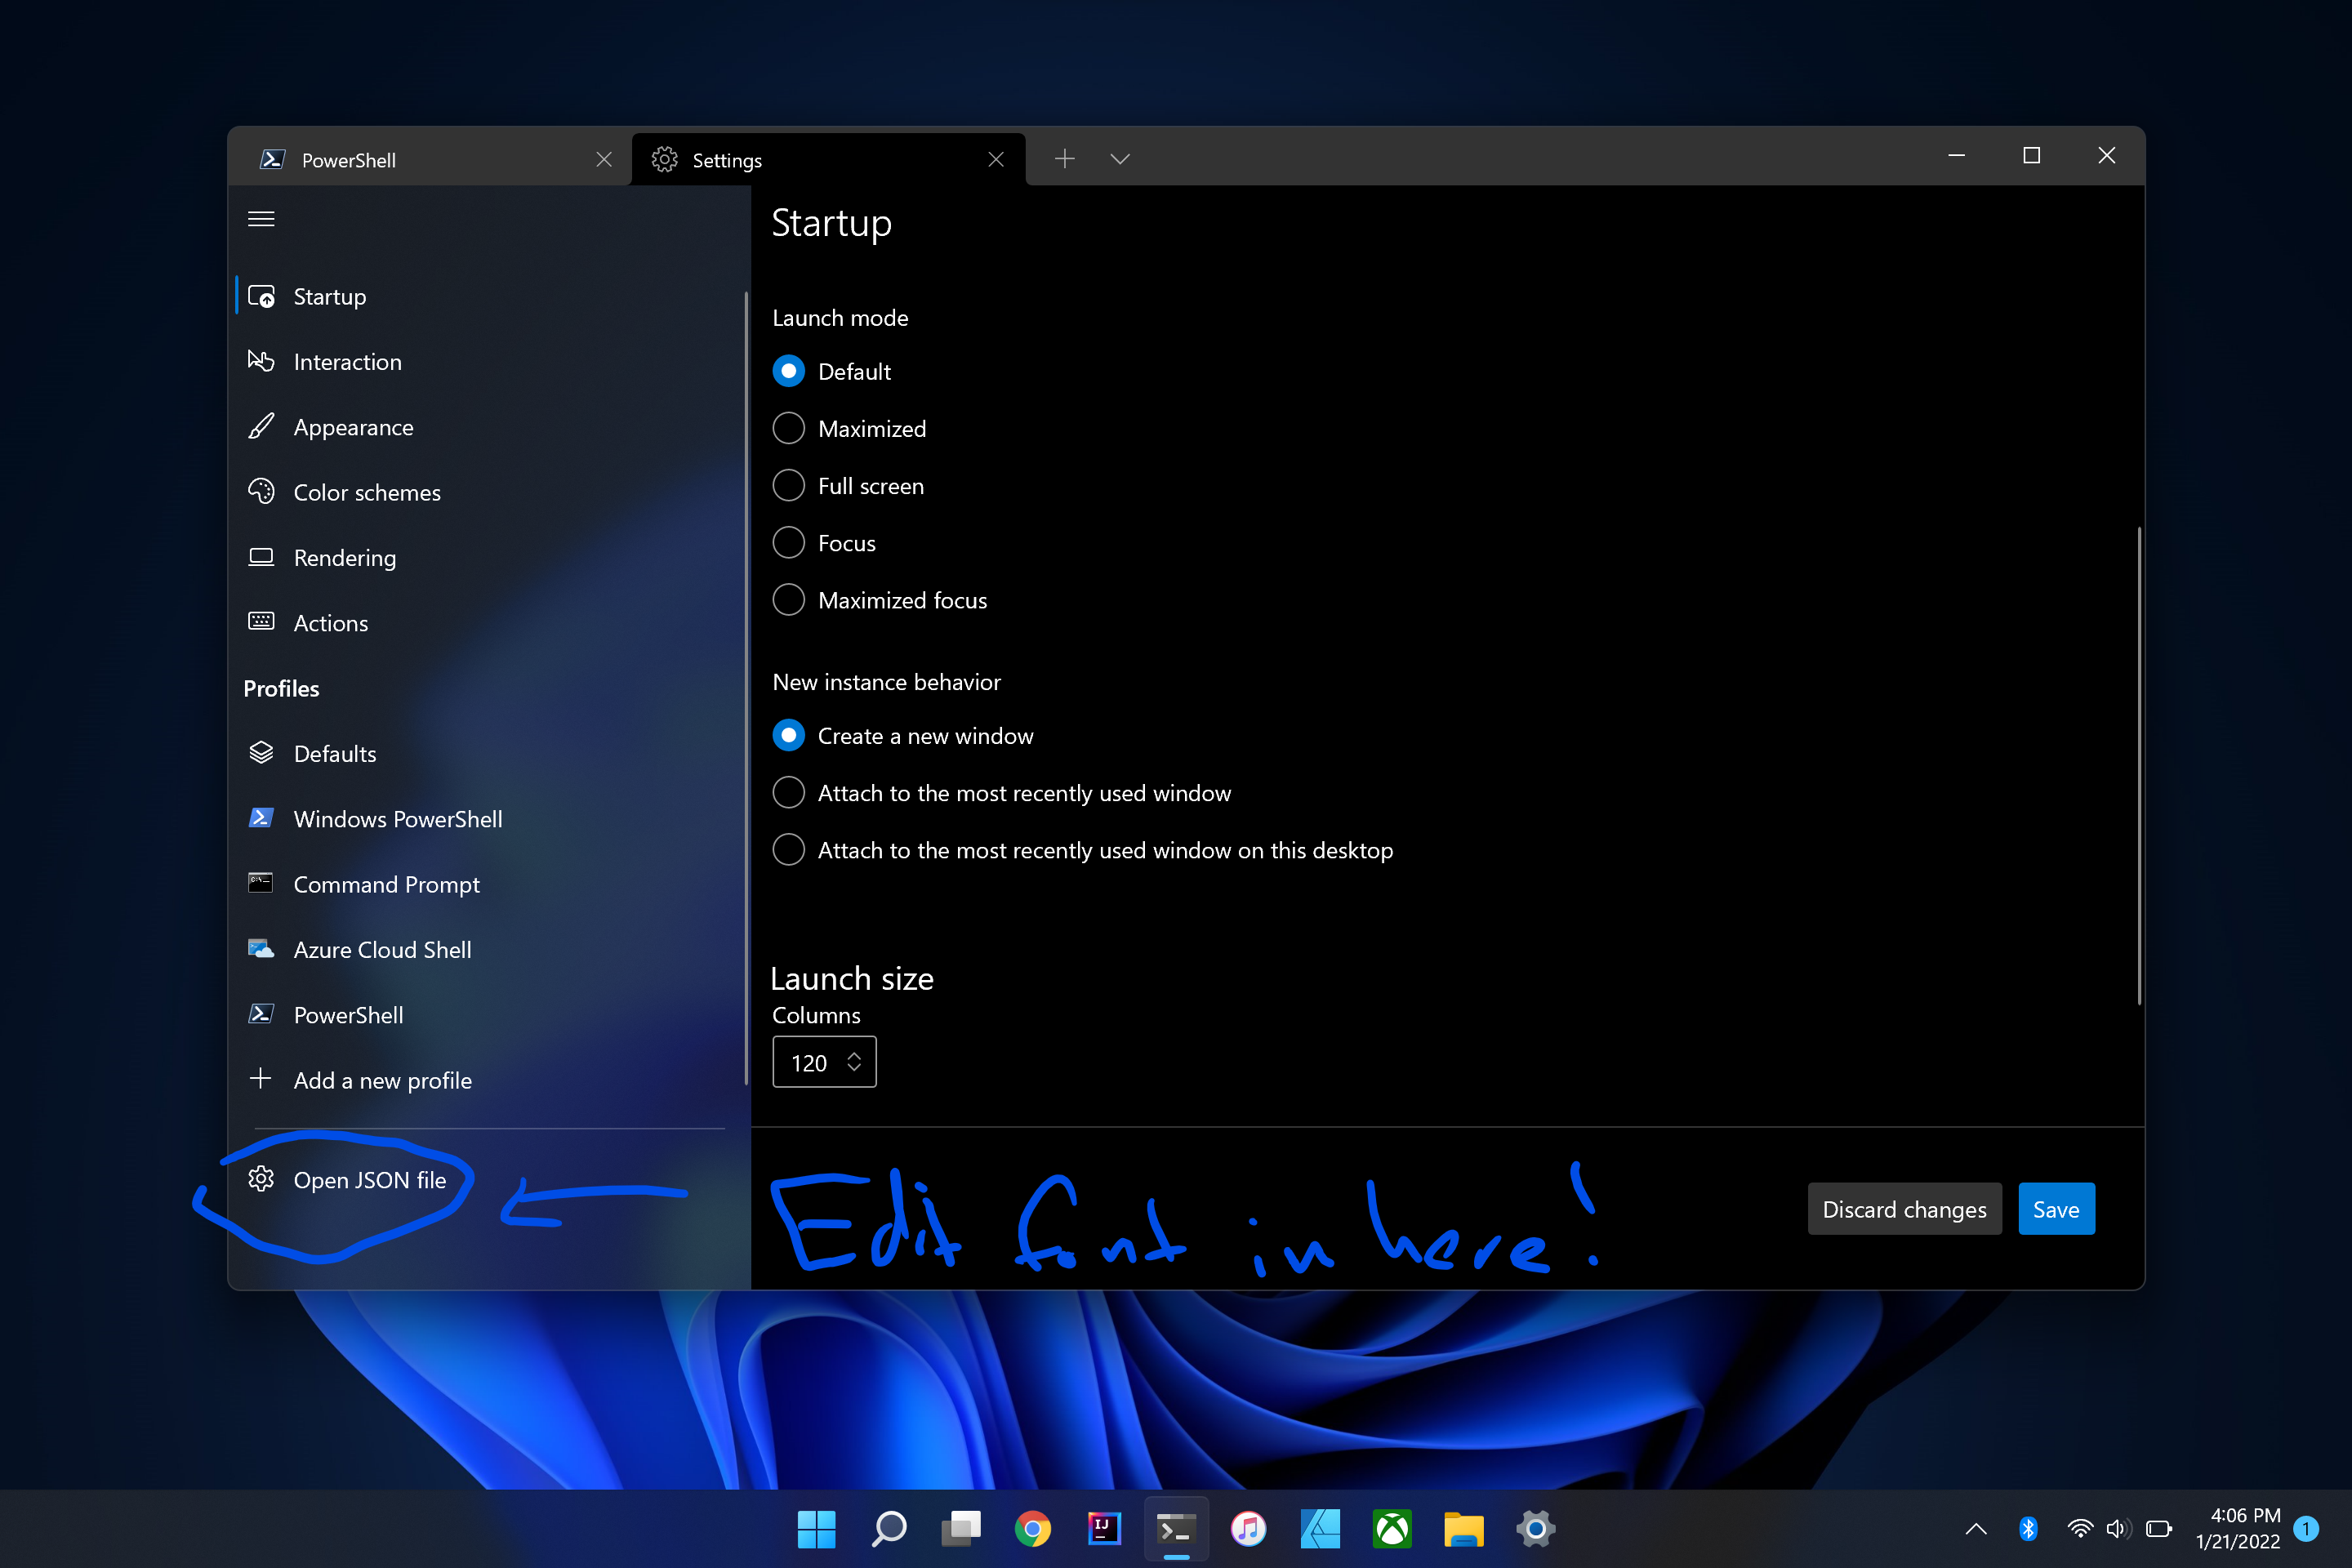 PowerShell
Settings
Startup
Interaction
Appearance
Color schemes
Rendering
Actions
Profiles
Defaults
Windows PowerShell
Command Prompt
Azure Cloud Shell
PowerShell
Add a new profile
Open JSON file
Startup
Launch mode
Default
Maximized
Full screen
Focus
Maximized focus
New instance behavior
Create a new window
Attach to the most recently used window
Attach to the most recently used window on this desktop
Launch size
Columns
120
Edit font in here!
Discard changes
Save
IJ
4:06 PM
1/21/2022
1